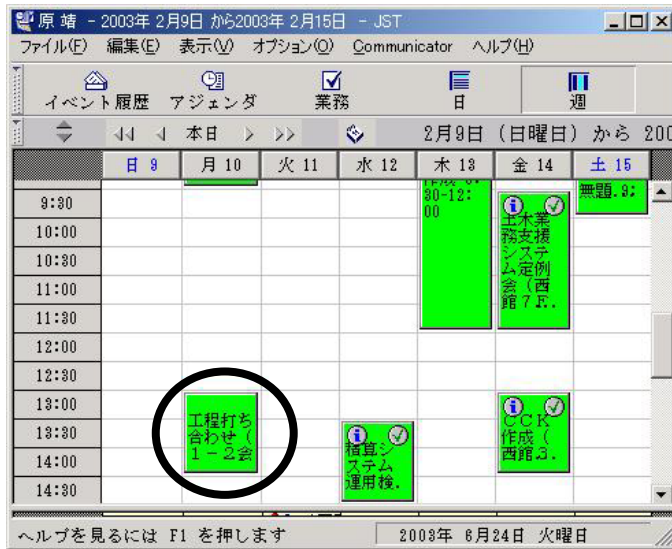 原 靖 - 2003年 2月9日 から2003年 2月15日 - JST
ファイル(F) 編集(E) 表示(V) オプション(O) Communicator ヘルプ(H)
イベント履歴 アジェンダ 業務 日 週
本日 2月9日 (日曜日) から 200
日 9 月 10 火 11 水 12 木 13 金 14 土 15
9:30
10:00
10:30
11:00
11:30
12:00
12:30
13:00
13:30
14:00
14:30
工程打ち
合わせ(
1-2会
積算シ
ステム
運用検.
30-12:
00
土木業
務支援
システ
ム定例
会(西
館7F.
CCK
作成(
西館3.
無題.9:
ヘルプを見るには F1 を押します 2003年 6月24日 火曜日